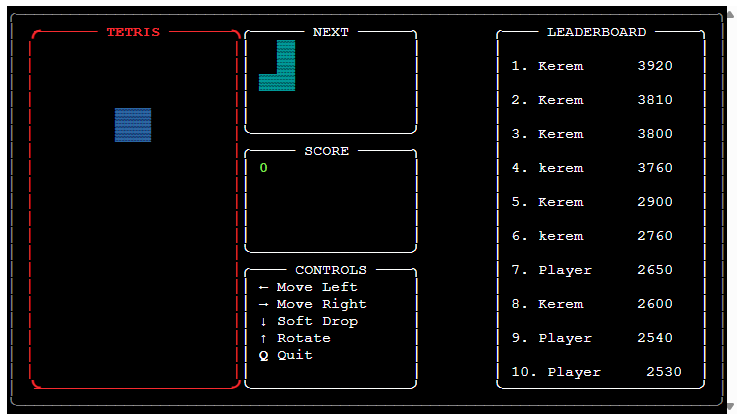 TETRIS
NEXT
SCORE
0
CONTROLS
← Move Left
→ Move Right
↓ Soft Drop
↑ Rotate
Q Quit
LEADERBOARD
1. Kerem 3920
2. Kerem 3810
3. Kerem 3800
4. kerem 3760
5. Kerem 2900
6. kerem 2760
7. Player 2650
8. Kerem 2600
9. Player 2540
10. Player 2530